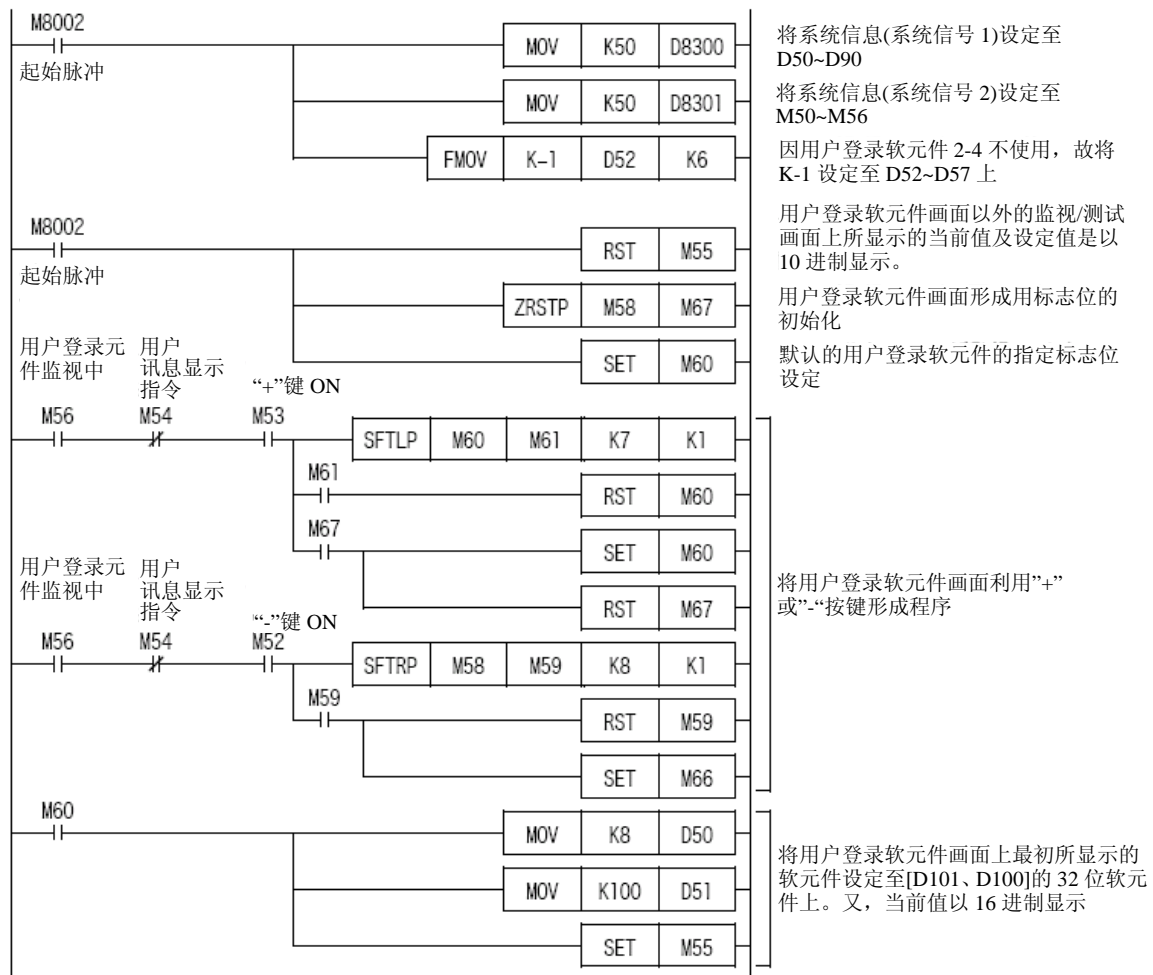 M8002
起始脉冲
MOV K50 D8300
将系统信息(系统信号 1)设定至
D50~D90
MOV K50 D8301
将系统信息(系统信号 2)设定至
M50~M56
FMOV K-1 D52 K6
因用户登录软元件 2-4 不使用，故将
K-1 设定至 D52~D57 上
M8002
起始脉冲
RST M55
用户登录软元件画面以外的监视/测试
画面上所显示的当前值及设定值是以
10 进制显示。
ZRSTP M58 M67
用户登录软元件画面形成用标志位的
初始化
SET M60
默认的用户登录软元件的指定标志位
设定
用户登录元
件监视中
用户
讯息显示
指令
“+”键 ON
M56 M54 M53
SFTLP M60 M61 K7 K1
M61
RST M60
M67
SET M60
RST M67
将用户登录软元件画面利用”+”
或”-“按键形成程序
用户登录元
件监视中
用户
讯息显示
指令
“-”键 ON
M56 M54 M52
SFTRP M58 M59 K8 K1
M59
RST M59
SET M66
M60
MOV K8 D50
MOV K100 D51
SET M55
将用户登录软元件画面上最初所显示的
软元件设定至[D101、D100]的 32 位软元
件上。又，当前值以 16 进制显示